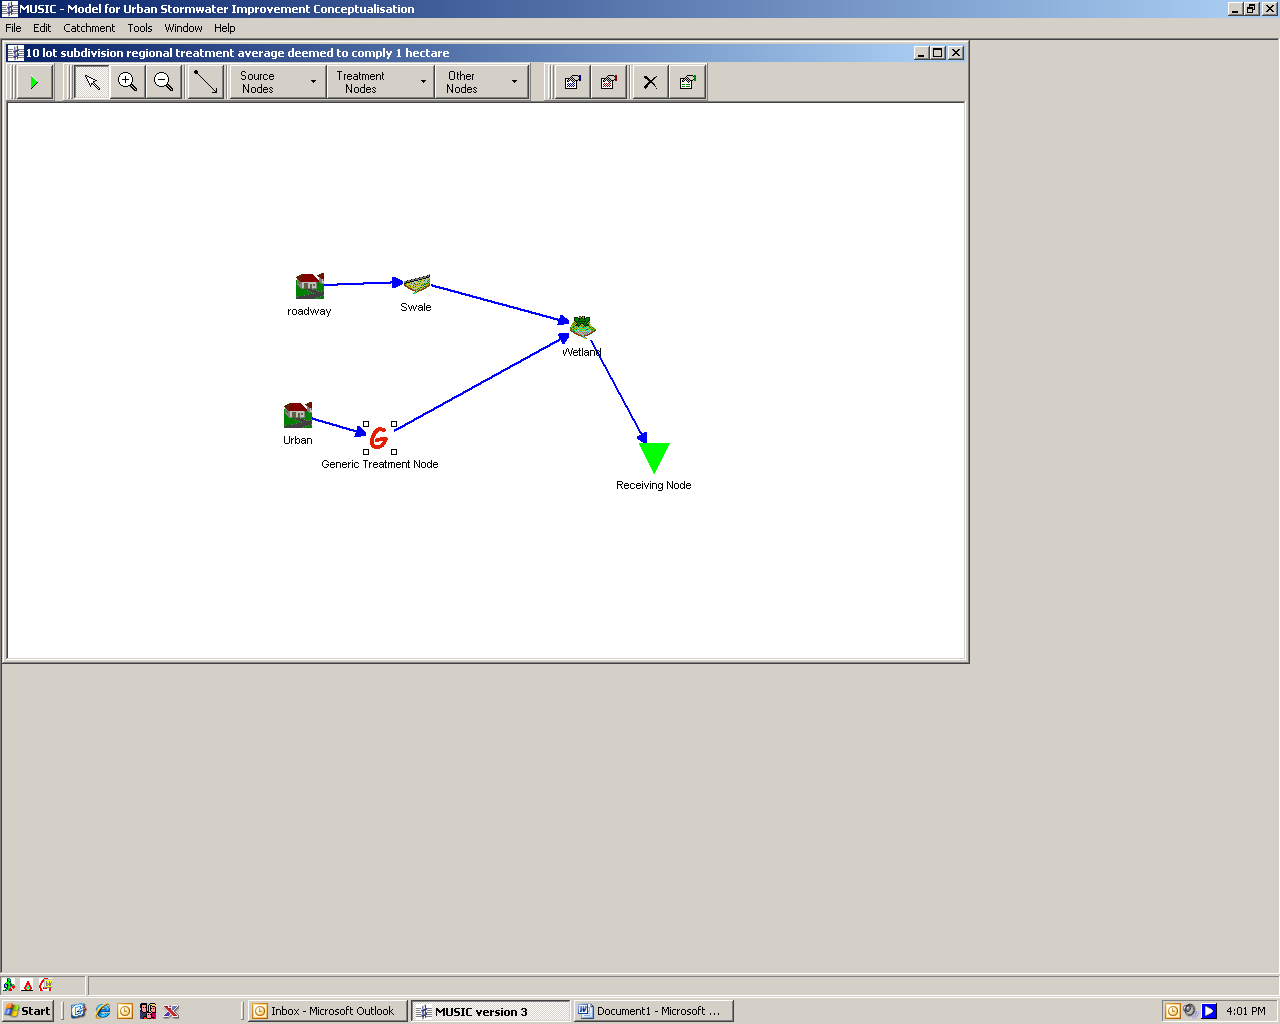 MUSIC - Model for Urban Stormwater Improvement Conceptualisation
File Edit Catchment Tools Window Help
10 lot subdivision regional treatment average deemed to comply 1 hectare
Source
Nodes
Treatment
Nodes
Other
Nodes
roadway
Swale
Wetland
Urban
G
Generic Treatment Node
Receiving Node
Start
Inbox - Microsoft Outlook
MUSIC version 3
Document1 - Microsoft ...
4:01 PM